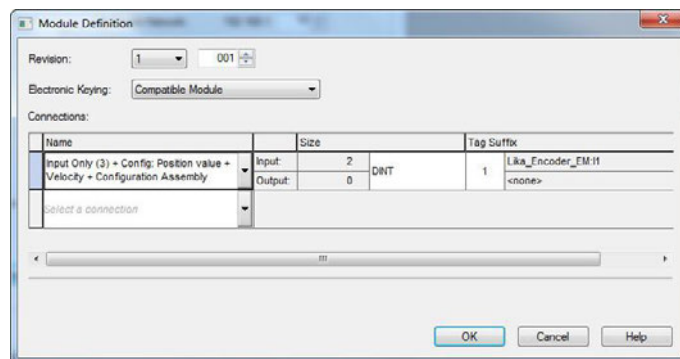 Module Definition
Revision: 1 001
Electronic Keying: Compatible Module
Connections:
Name Size Tag Suffix
Input Only (3) + Config: Position value + Velocity + Configuration Assembly Input: 2 DINT 1 Lika_Encoder_EM:I1
Output: 0 <none>
Select a connection
OK Cancel Help